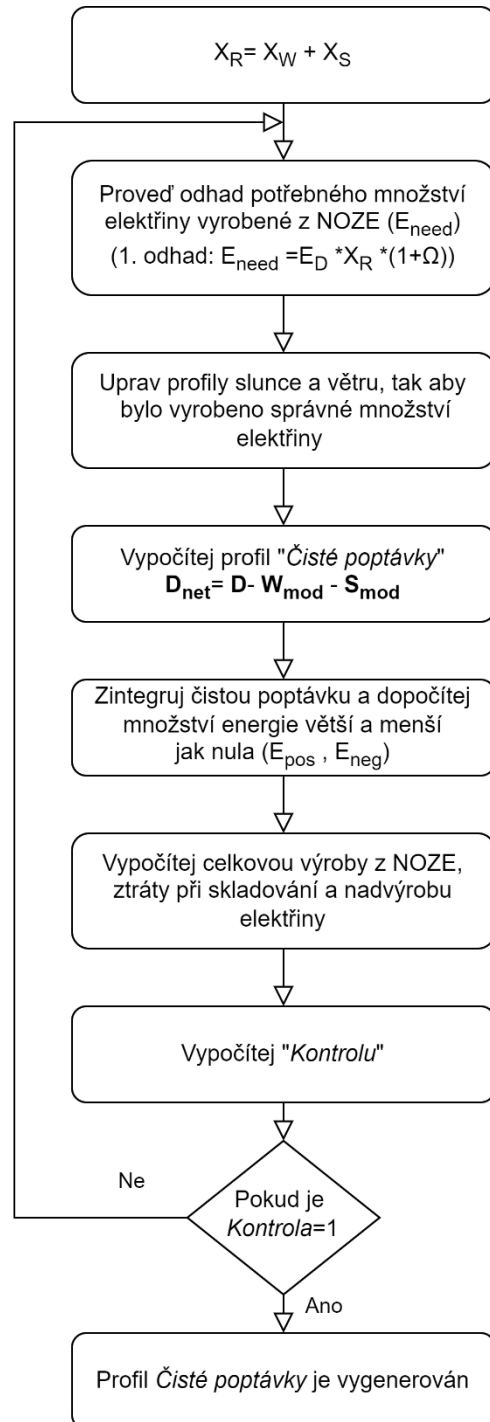 X_R= X_W + X_S
Proveď odhad potřebného množství
elektřiny vyrobené z NOZE (E_need)
(1. odhad: E_need =E_D *X_R *(1+Ω))
Uprav profily slunce a větru, tak aby
bylo vyrobeno správné množství
elektřiny
Vypočítej profil "Čisté poptávky"
D_net= D- W_mod - S_mod
Zintegruj čistou poptávku a dopočítej
množství energie větší a menší
jak nula (E_pos , E_neg)
Vypočítej celkovou výroby z NOZE,
ztráty při skladování a nadvýrobu
elektřiny
Vypočítej "Kontrolu"
Ne
Pokud je
Kontrola=1
Ano
Profil Čisté poptávky je vygenerován